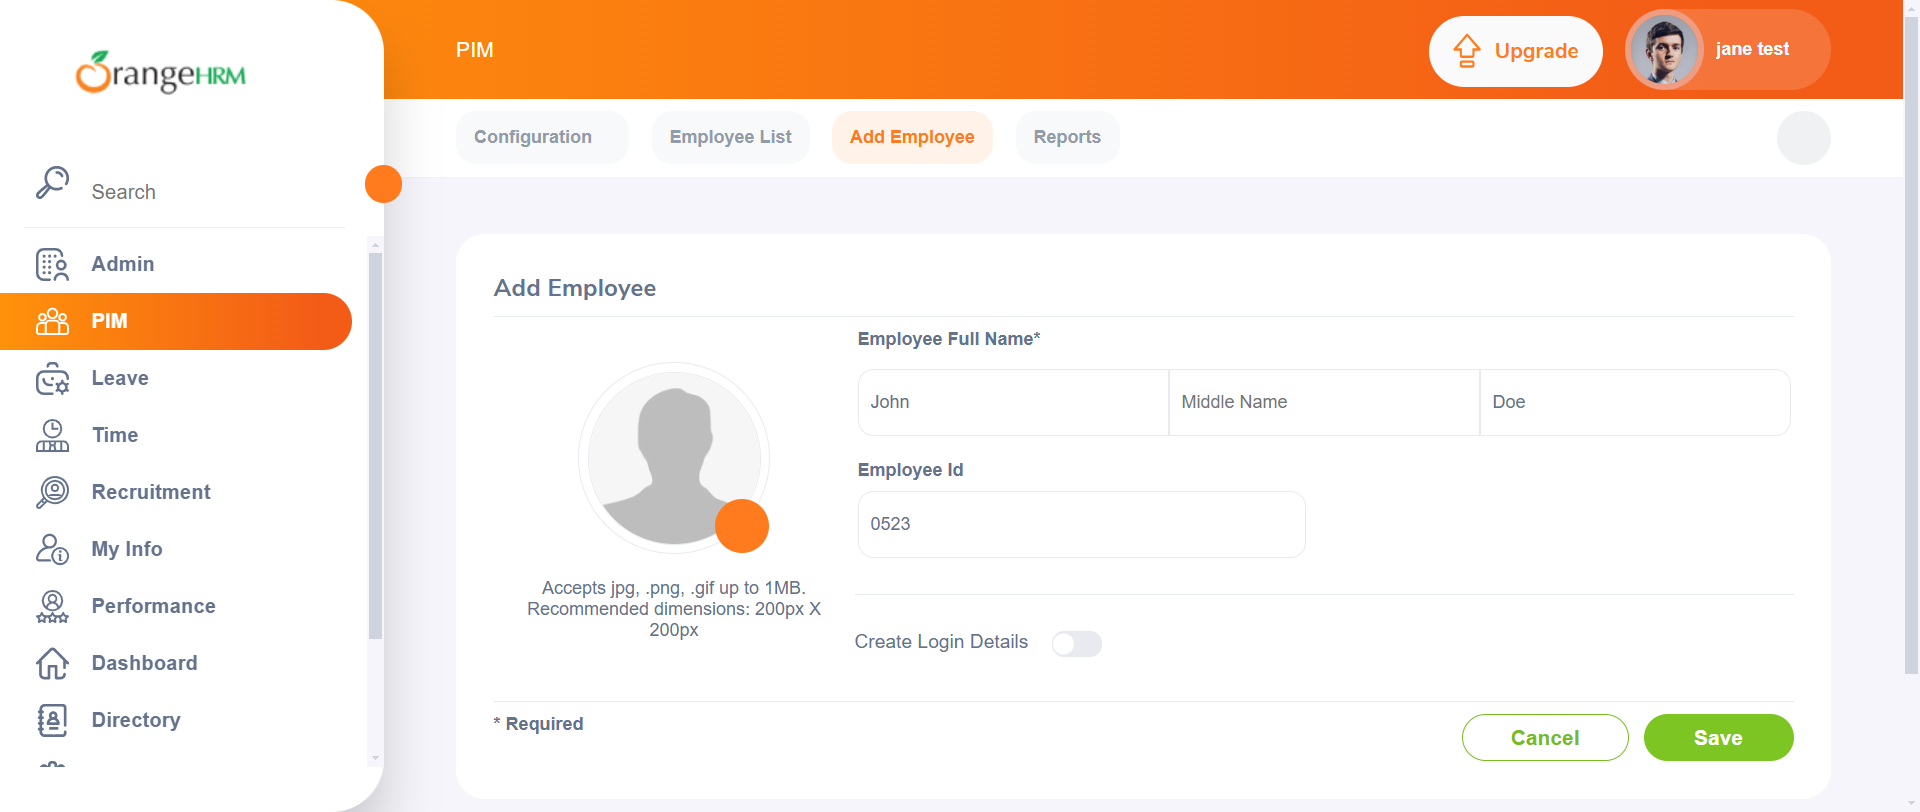 OrangeHRM
PIM
Upgrade
jane test
Configuration
Employee List
Add Employee
Reports
Search
Admin
PIM
Leave
Time
Recruitment
My Info
Performance
Dashboard
Directory
Add Employee
Employee Full Name*
John
Middle Name
Doe
Employee Id
0523
Accepts jpg, .png, .gif up to 1MB.
Recommended dimensions: 200px X
200px
Create Login Details
* Required
Cancel
Save